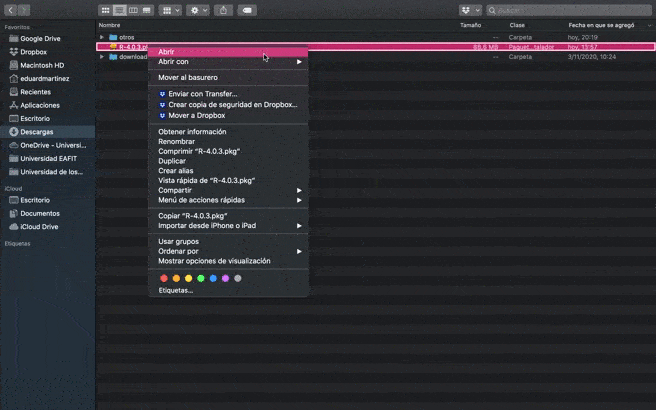 Buscar
Favoritos
Google Drive
Dropbox
Macintosh HD
eduardmartinez
Recientes
Aplicaciones
Escritorio
Descargas
OneDrive - Universi...
Universidad EAFIT
Universidad de los...
iCloud
Escritorio
Documentos
iCloud Drive
Etiquetas
Nombre Tamaño Clase Fecha en que se agregó
otros -- Carpeta hoy, 20:19
R-4.0.3.pk 88,5 MB Paquet...talador hoy, 13:57
download -- Carpeta 3/11/2020, 10:24
Abrir
Abrir con
Mover al basurero
Enviar con Transfer...
Crear copia de seguridad en Dropbox...
Mover a Dropbox
Obtener información
Renombrar
Comprimir “R-4.0.3.pkg”
Duplicar
Crear alias
Vista rápida de “R-4.0.3.pkg”
Compartir
Menú de acciones rápidas
Copiar “R-4.0.3.pkg”
Importar desde iPhone o iPad
Usar grupos
Ordenar por
Mostrar opciones de visualización
Etiquetas...